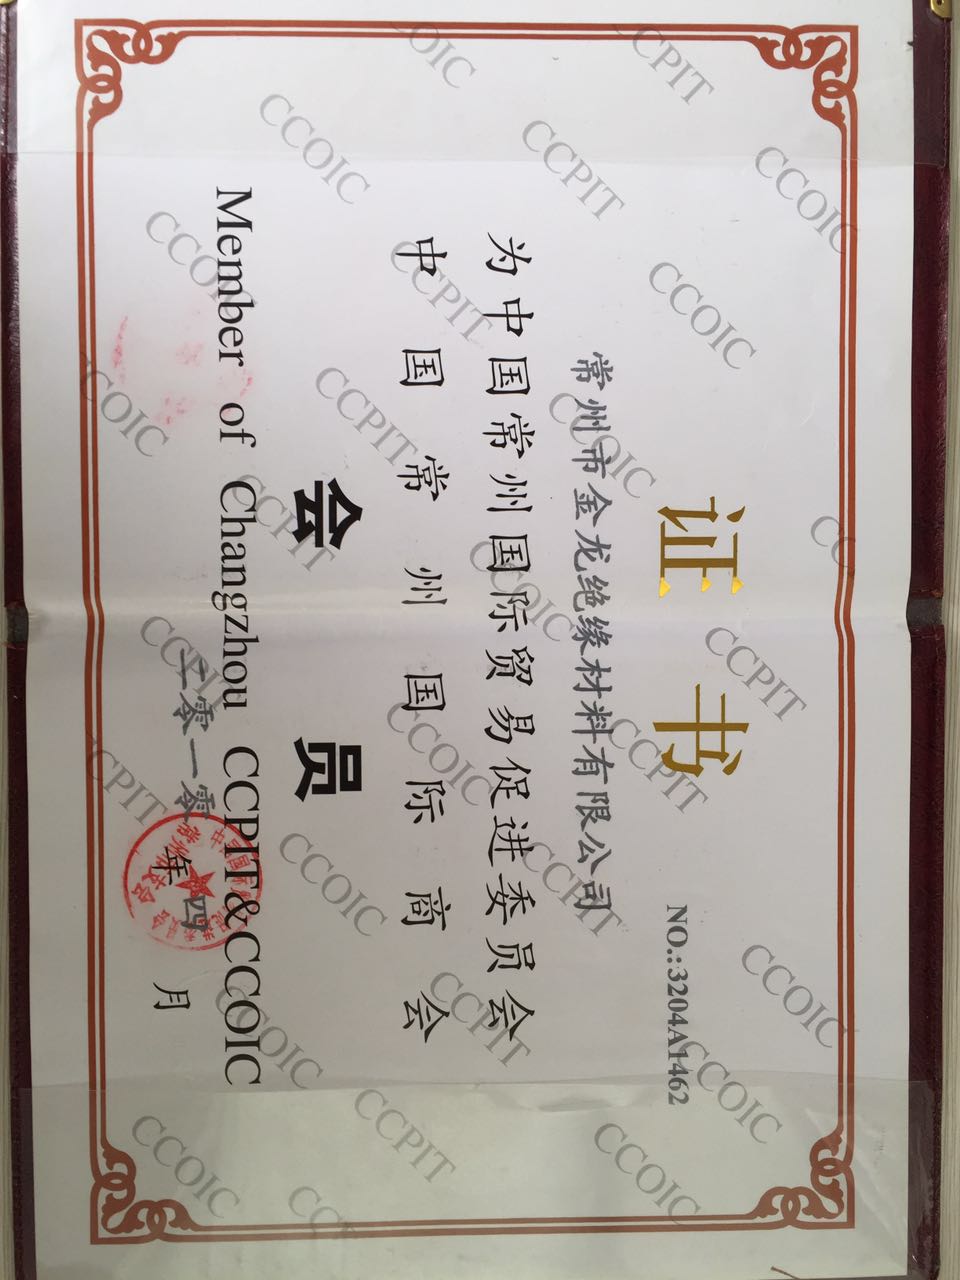 证书
NO.:3204A1462
常州市金龙绝缘材料有限公司
为中国常州国际贸易促进委员会
中国常州国际商会
会员
Member of Changzhou CCPIT&CCOIC
二零一零年四月
CCPIT
CCOIC